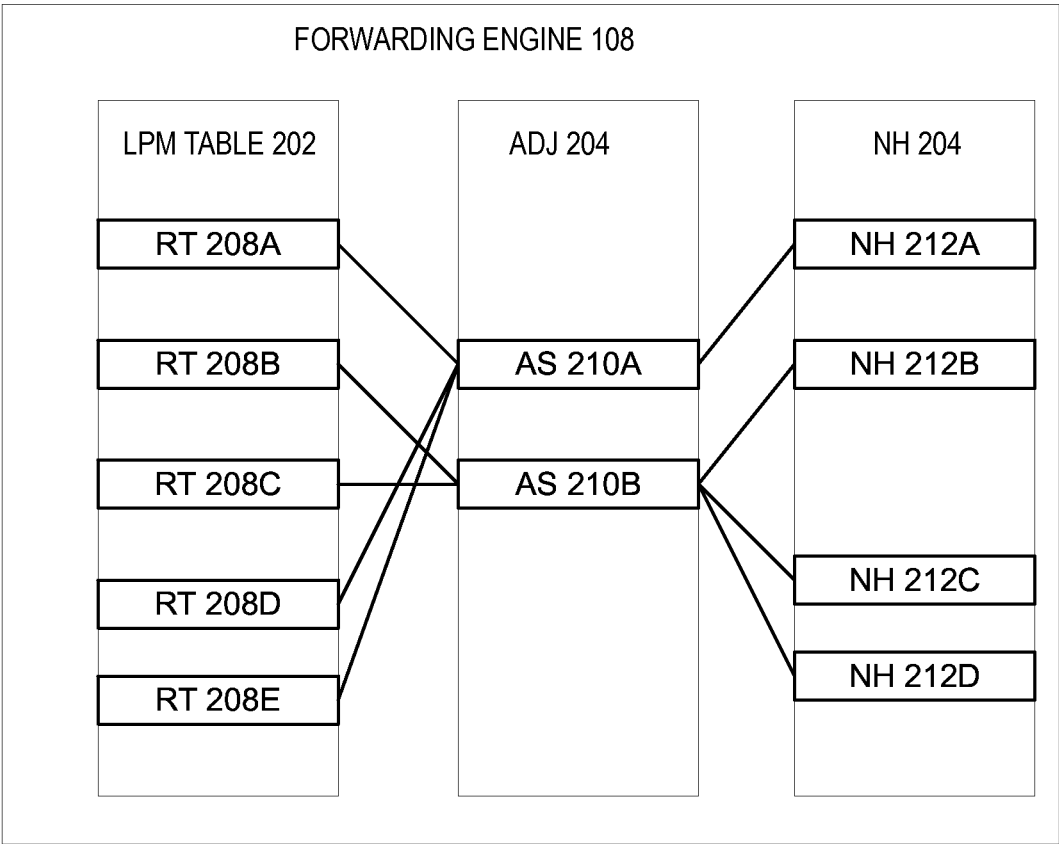 FORWARDING ENGINE 108
LPM TABLE 202
ADJ 204
NH 204
RT 208A
NH 212A
RT 208B
AS 210A
NH 212B
RT 208C
AS 210B
RT 208D
NH 212C
RT 208E
NH 212D